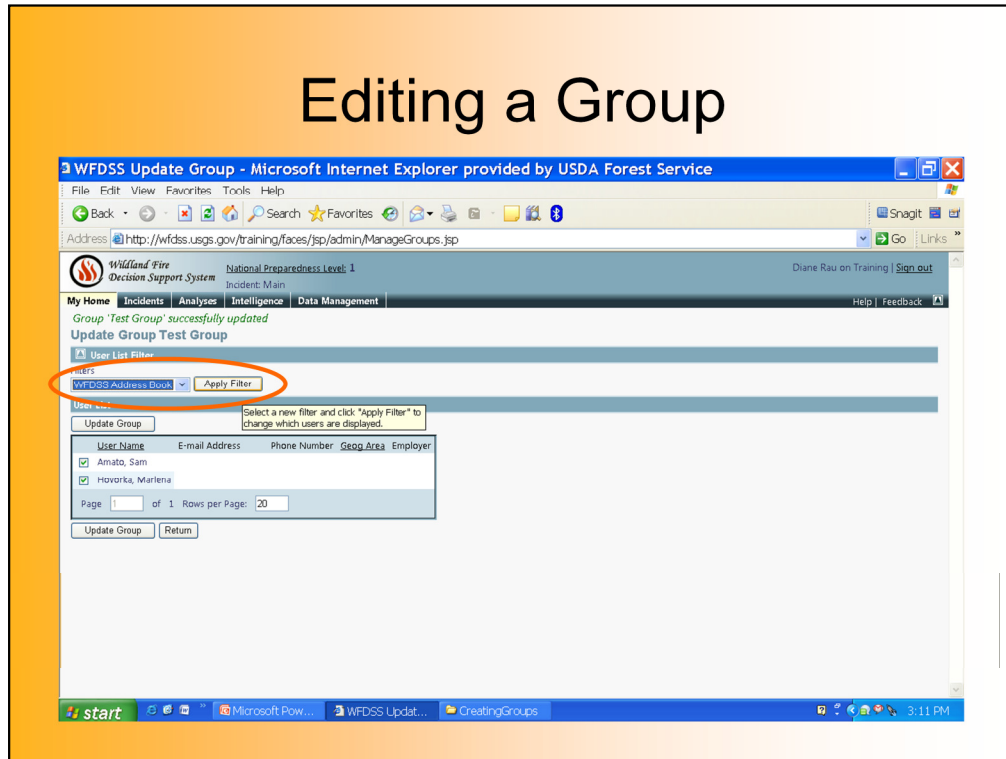 Editing a Group
WFDSS Update Group - Microsoft Internet Explorer provided by USDA Forest Service
File Edit View Favorites Tools Help
Back Search Favorites Snagit
Address http://wfdss.usgs.gov/training/faces/jsp/admin/ManageGroups.jsp Go Links »
Wildland Fire
Decision Support System
National Preparedness Level: 1
Incident: Main
Diane Rau on Training | Sign out
My Home Incidents Analyses Intelligence Data Management Help | Feedback
Group 'Test Group' successfully updated
Update Group Test Group
User List Filter
Filters
WFDSS Address Book Apply Filter
User List
Select a new filter and click "Apply Filter" to
change which users are displayed.
Update Group
User Name E-mail Address Phone Number Geog Area Employer
Amato, Sam
Hovorka, Marlena
Page 1 of 1 Rows per Page: 20
Update Group Return
start » Microsoft Pow... WFDSS Updat... CreatingGroups 3:11 PM